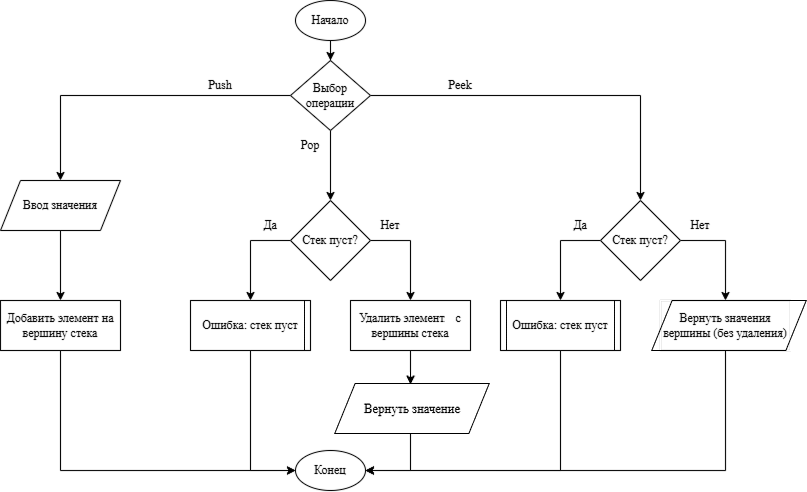 Начало
Выбор
операции
Push
Peek
Pop
Ввод значения
Да
Нет
Стек пуст?
Да
Нет
Стек пуст?
Добавить элемент на
вершину стека
Ошибка: стек пуст
Удалить элемент с
вершины стека
Ошибка: стек пуст
Вернуть значения
вершины (без удаления)
Вернуть значение
Конец